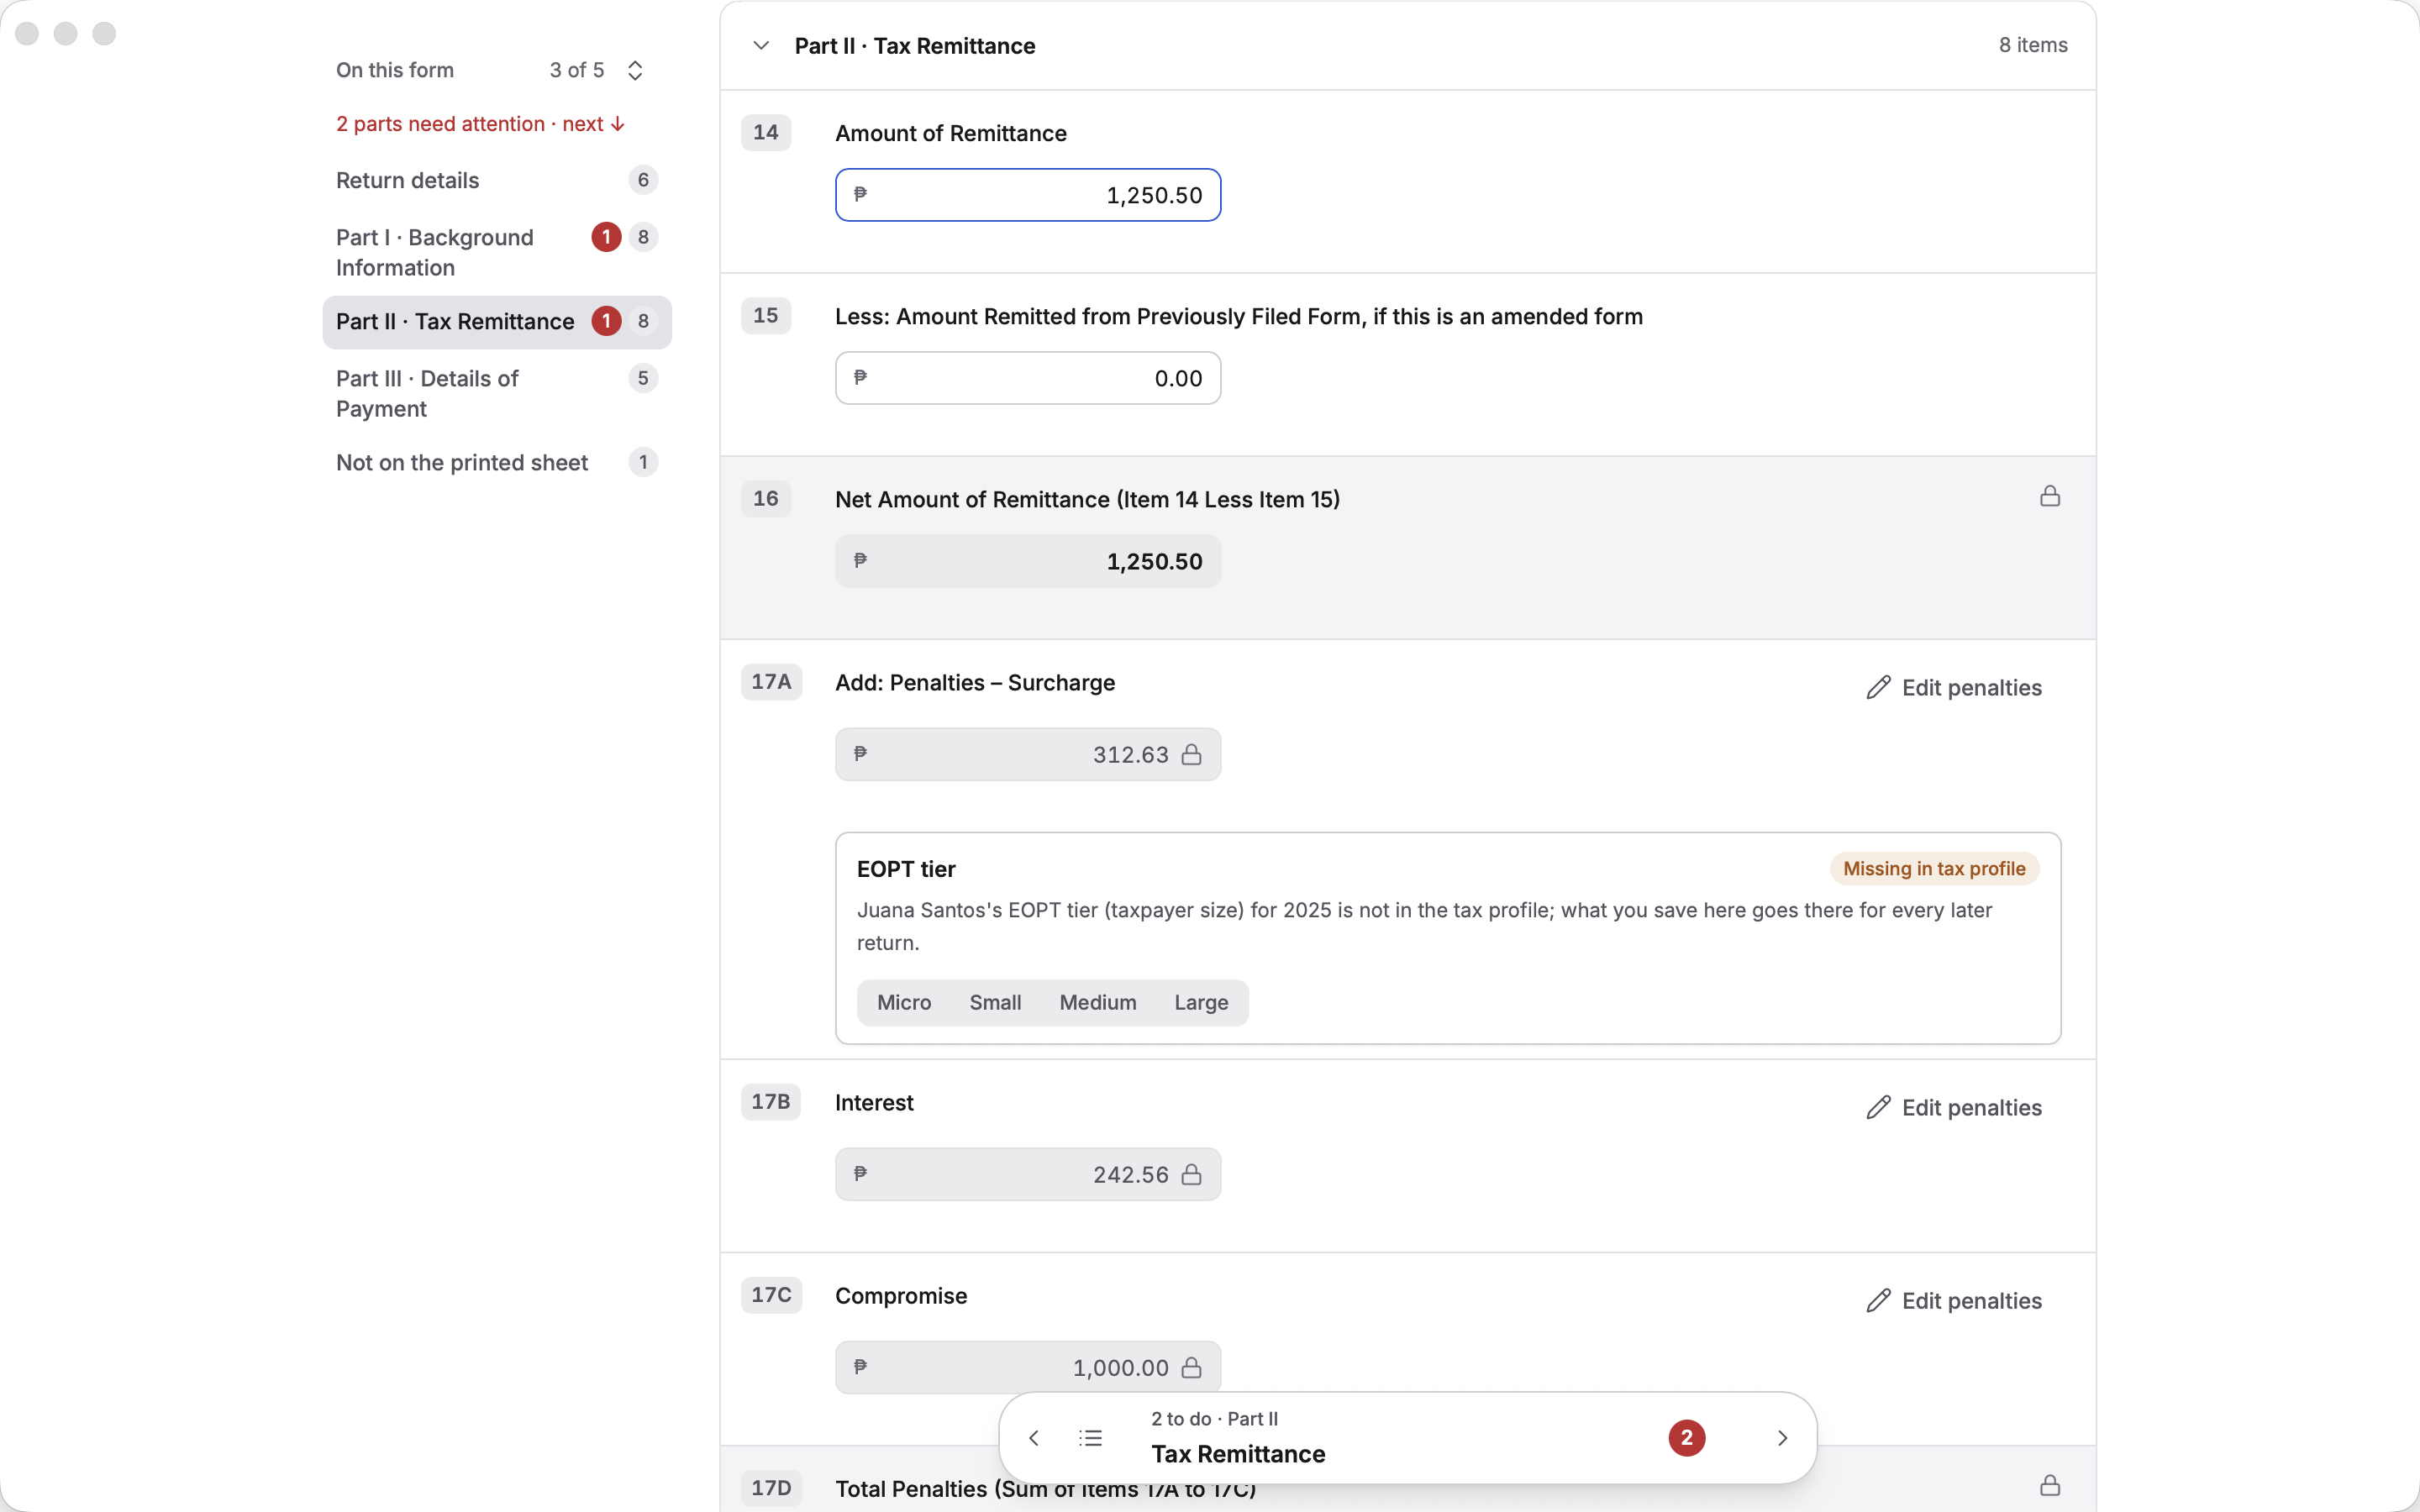 On this form
3 of 5
2 parts need attention · next ↓
Return details
6
Part I · Background Information
1
8
Part II · Tax Remittance
1
8
Part III · Details of Payment
5
Not on the printed sheet
1
Part II · Tax Remittance
8 items
14
Amount of Remittance
₱ 1,250.50
15
Less: Amount Remitted from Previously Filed Form, if this is an amended form
₱ 0.00
16
Net Amount of Remittance (Item 14 Less Item 15)
₱ 1,250.50
17A
Add: Penalties – Surcharge
Edit penalties
₱ 312.63
EOPT tier
Missing in tax profile
Juana Santos's EOPT tier (taxpayer size) for 2025 is not in the tax profile; what you save here goes there for every later
return.
Micro
Small
Medium
Large
17B
Interest
Edit penalties
₱ 242.56
17C
Compromise
Edit penalties
₱ 1,000.00
17D
Total Penalties (Sum of Items 17A to 17C)
2 to do · Part II
Tax Remittance
2